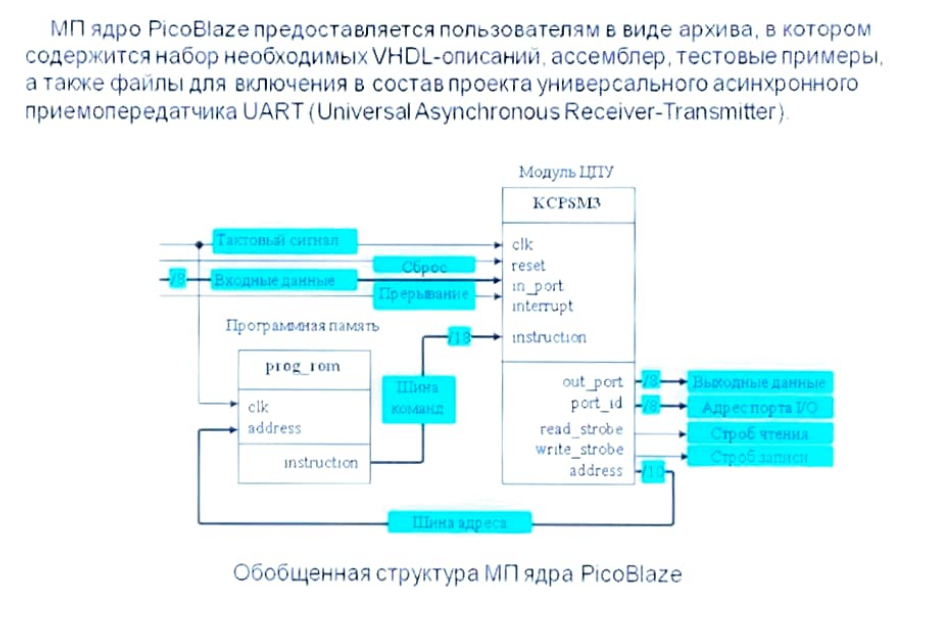 МП ядро PicoBlaze предоставляется пользователям в виде архива, в котором
содержится набор необходимых VHDL-описаний, ассемблер, тестовые примеры,
а также файлы для включения в состав проекта универсального асинхронного
приемопередатчика UART (Universal Asynchronous Receiver-Transmitter).
Модуль ЦПУ
KCPSM3
Тактовый сигнал
clk
Сброс
reset
/8
Входные данные
in_port
Прерывание
interrupt
Программная память
/18
instruction
prog_rom
Шина
команд
clk
address
instruction
out_port
/8
Выходные данные
port_id
/8
Адрес порта I/O
read_strobe
Строб чтения
write_strobe
Строб записи
address
/10
Шина адреса
Обобщенная структура МП ядра PicoBlaze